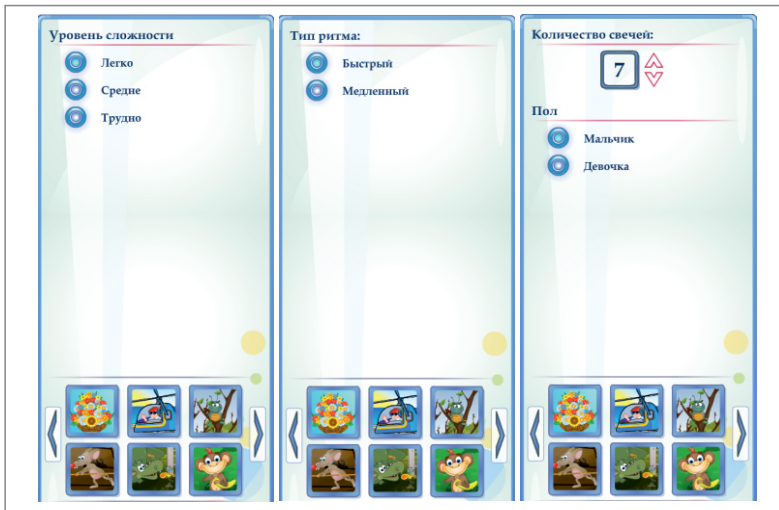 Уровень сложности
Легко
Средне
Трудно
Тип ритма:
Быстрый
Медленный
Количество свечей:
7
Пол
Мальчик
Девочка